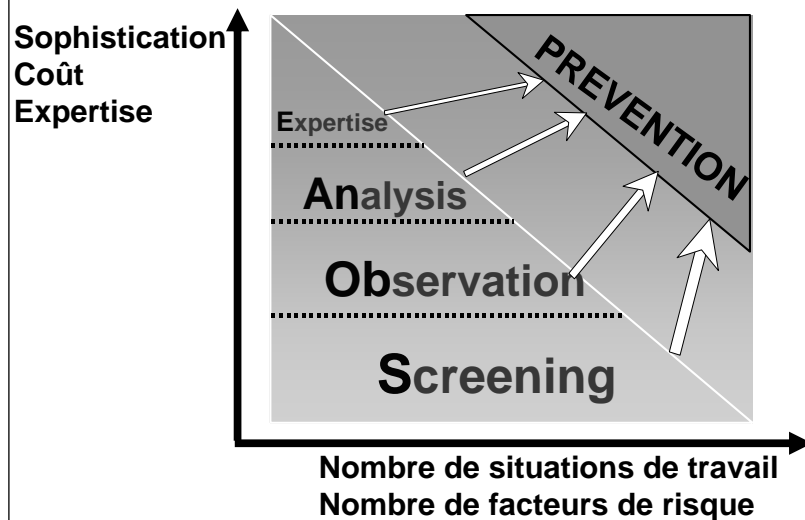 Sophistication
Coût
Expertise
PREVENTION
Expertise
Analysis
Observation
Screening
Nombre de situations de travail
Nombre de facteurs de risque